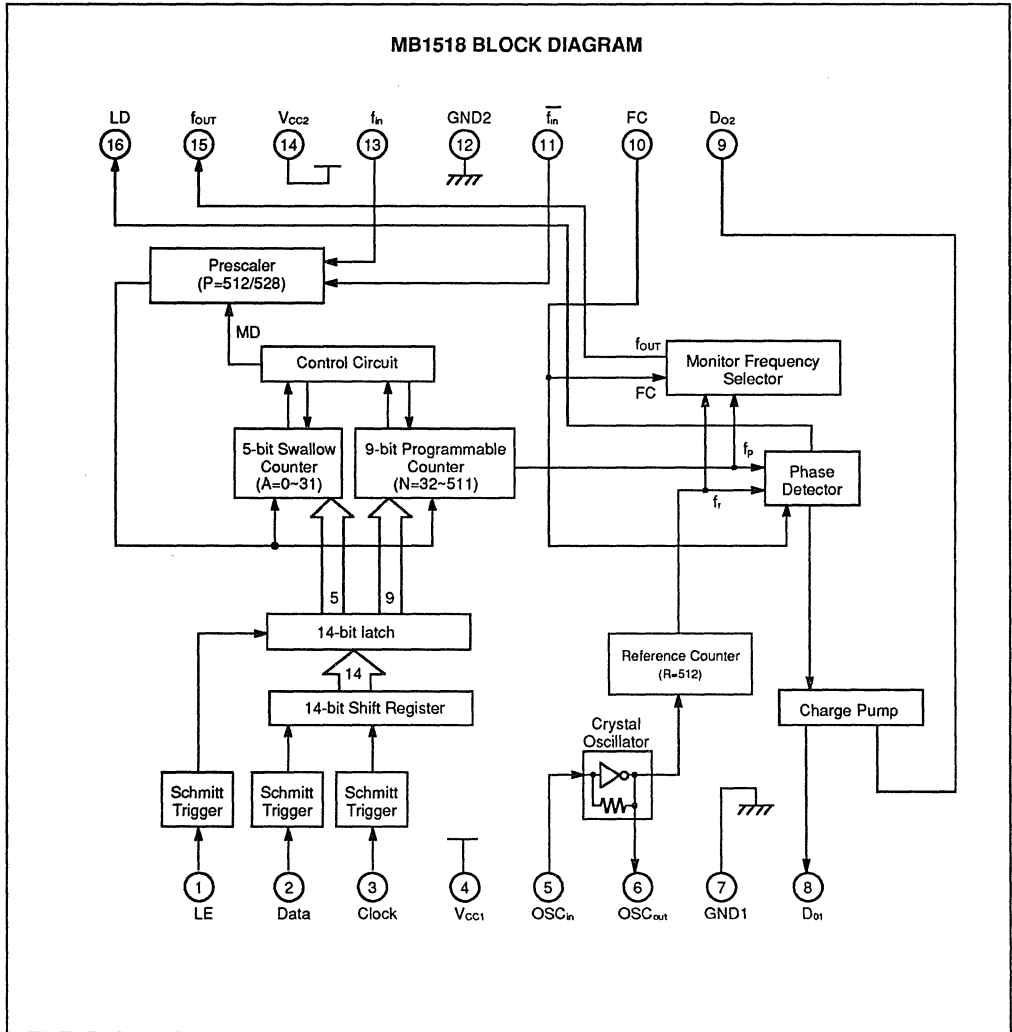 MB1518 BLOCK DIAGRAM
LD
fOUT
VCC2
fin
GND2
fin
FC
DO2
16
15
14
13
12
11
10
9
Prescaler
(P=512/528)
MD
Control Circuit
fOUT
Monitor Frequency
Selector
FC
5-bit Swallow
Counter
(A=0~31)
9-bit Programmable
Counter
(N=32~511)
fp
Phase
Detector
fr
5
9
14-bit latch
14
14-bit Shift Register
Reference Counter
(R=512)
Charge Pump
Crystal
Oscillator
Schmitt
Trigger
Schmitt
Trigger
Schmitt
Trigger
1
2
3
4
5
6
7
8
LE
Data
Clock
VCC1
OSCin
OSCout
GND1
D01